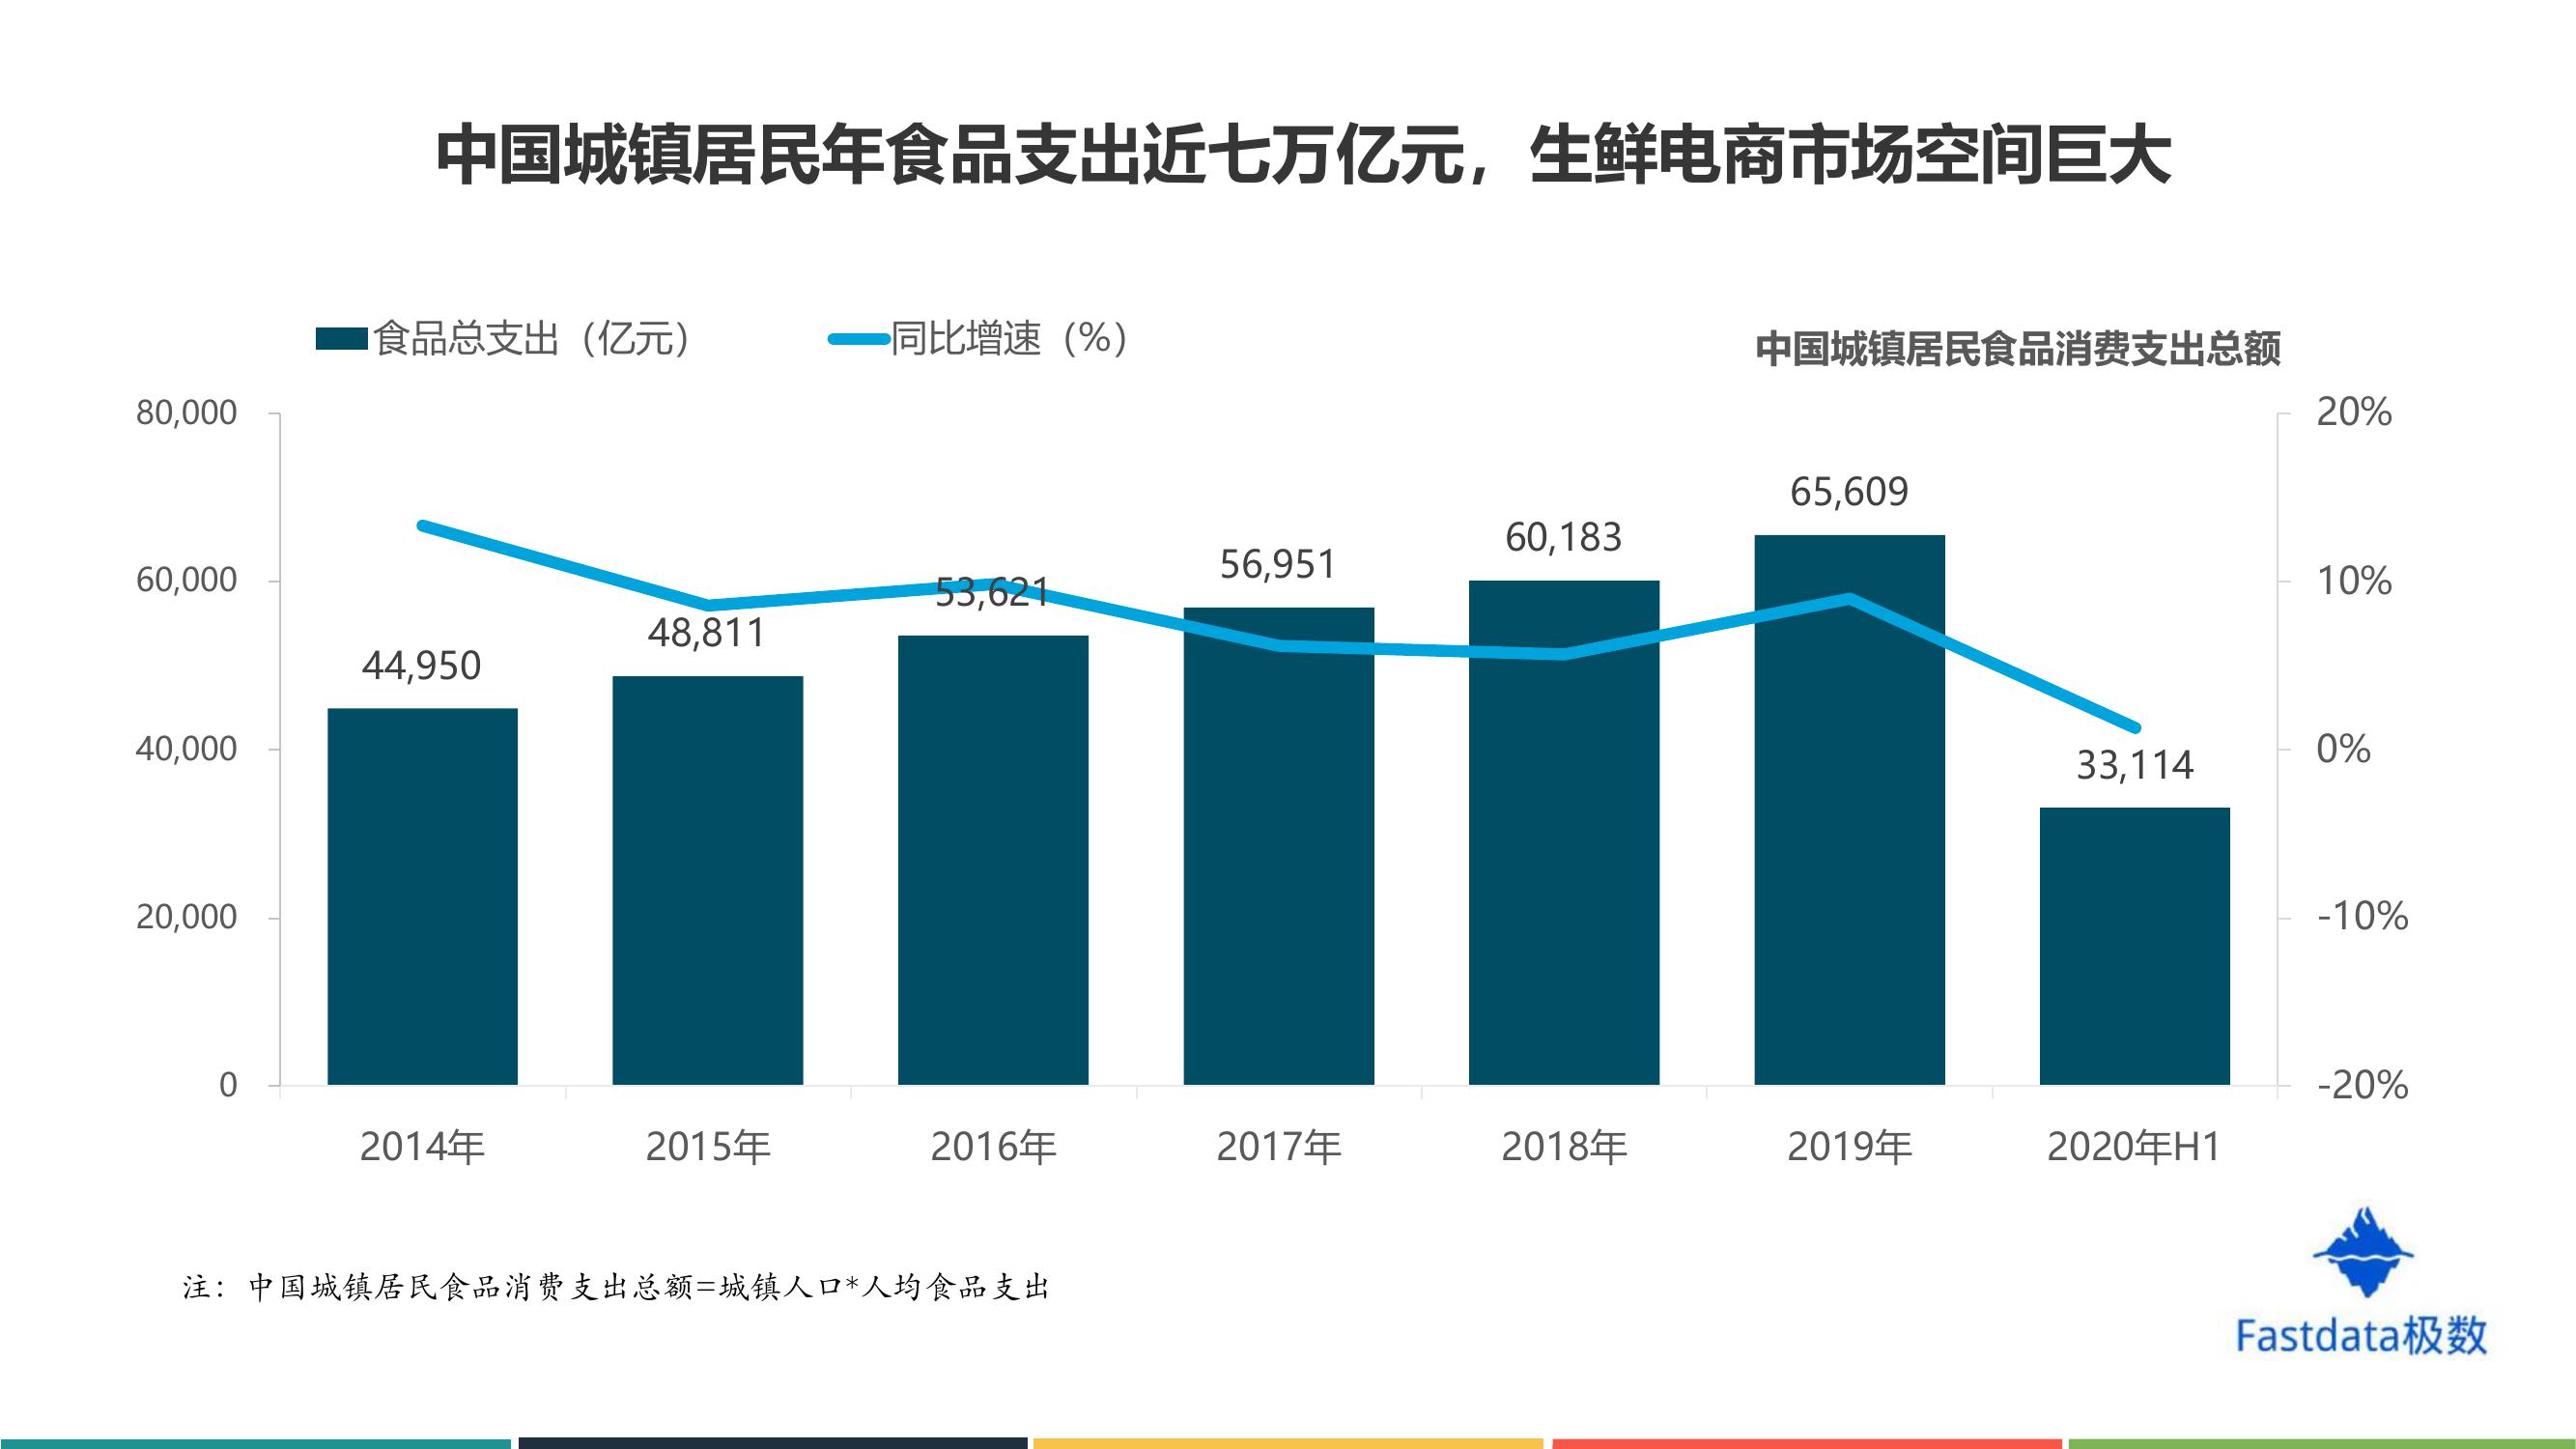 中国城镇居民年食品支出近七万亿元，生鲜电商市场空间巨大
食品总支出（亿元）
同比增速（%）
中国城镇居民食品消费支出总额
80,000
60,000
40,000
20,000
0
20%
10%
0%
-10%
-20%
44,950
48,811
53,621
56,951
60,183
65,609
33,114
2014年
2015年
2016年
2017年
2018年
2019年
2020年H1
注：中国城镇居民食品消费支出总额=城镇人口*人均食品支出
Fastdata极数